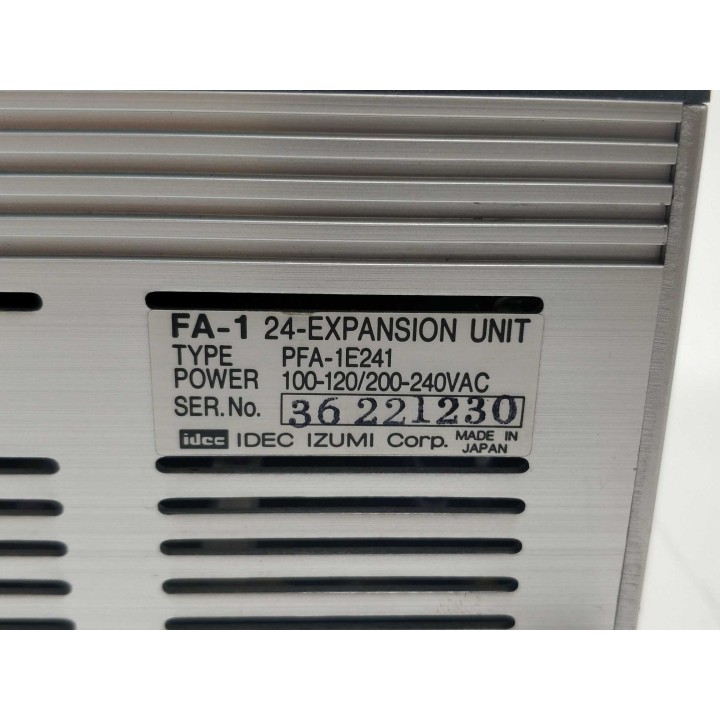 FA-1 24-EXPANSION UNIT
TYPE PFA-1E241
POWER 100-120/200-240VAC
SER.No. 36 221230
idec IDEC IZUMI Corp. MADE IN JAPAN